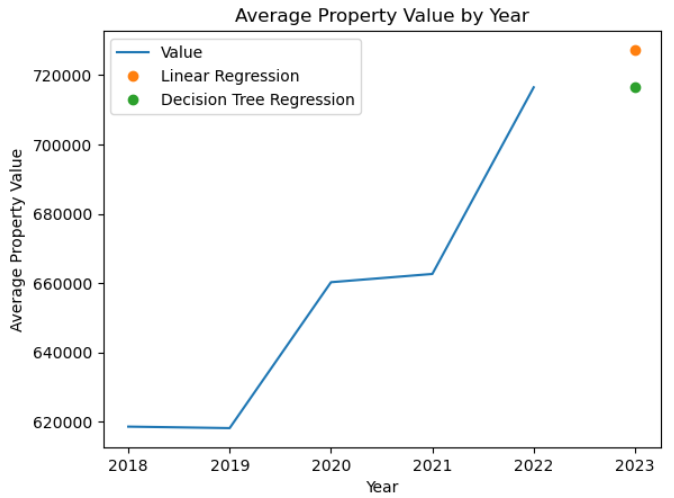 Average Property Value by Year
Value
Linear Regression
Decision Tree Regression
Average Property Value
720000
700000
680000
660000
640000
620000
2018 2019 2020 2021 2022 2023
Year